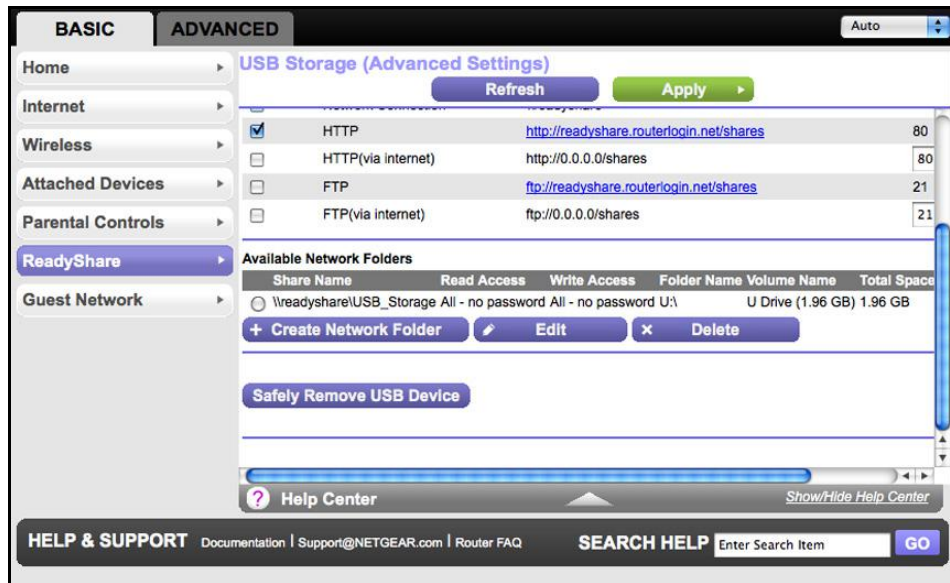 BASIC ADVANCED Auto
Home
Internet
Wireless
Attached Devices
Parental Controls
ReadyShare
Guest Network
USB Storage (Advanced Settings)
Refresh Apply
HTTP http://readyshare.routerlogin.net/shares 80
HTTP(via internet) http://0.0.0.0/shares 80
FTP ftp://readyshare.routerlogin.net/shares 21
FTP(via internet) ftp://0.0.0.0/shares 21
Available Network Folders
Share Name Read Access Write Access Folder Name Volume Name Total Space
\\readyshare\USB_Storage All - no password All - no password U:\ U Drive (1.96 GB) 1.96 GB
+ Create Network Folder Edit × Delete
Safely Remove USB Device
? Help Center Show/Hide Help Center
HELP & SUPPORT Documentation | Support@NETGEAR.com | Router FAQ SEARCH HELP Enter Search Item GO